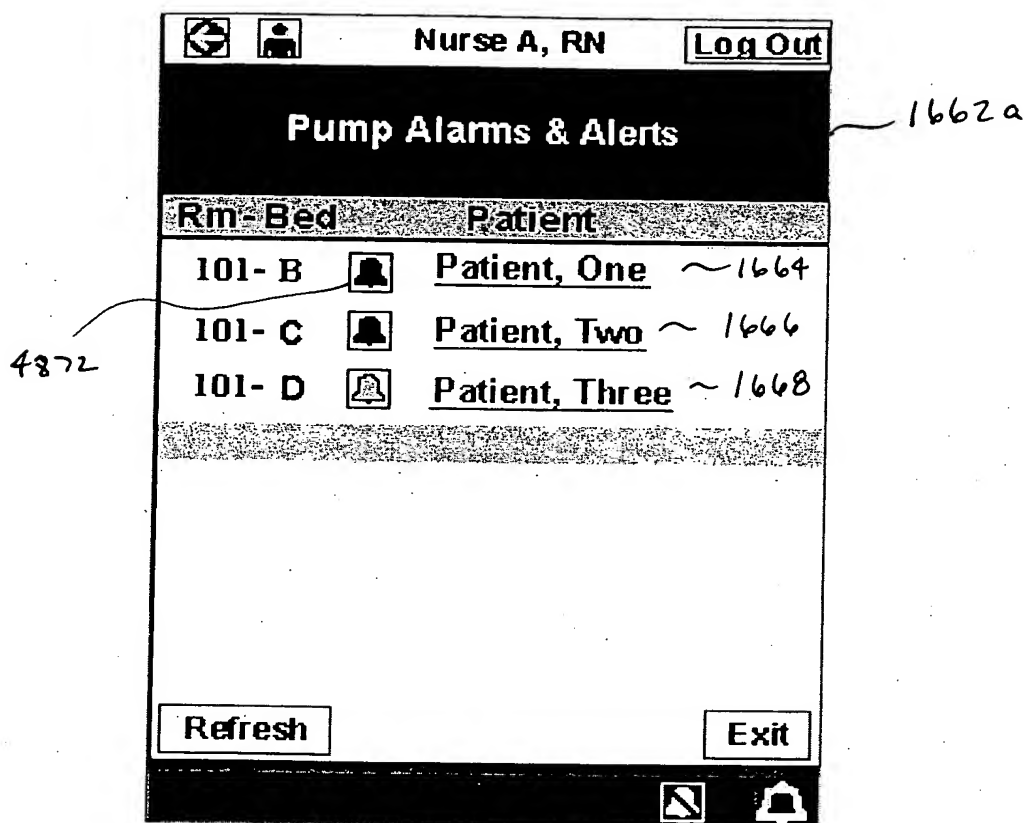 Nurse A, RN Log Out
Pump Alarms & Alerts 1662a
Rm-Bed Patient
101- B Patient, One ~1664
101- C Patient, Two ~ 1666
4872
101- D Patient, Three ~ 1668
Refresh Exit